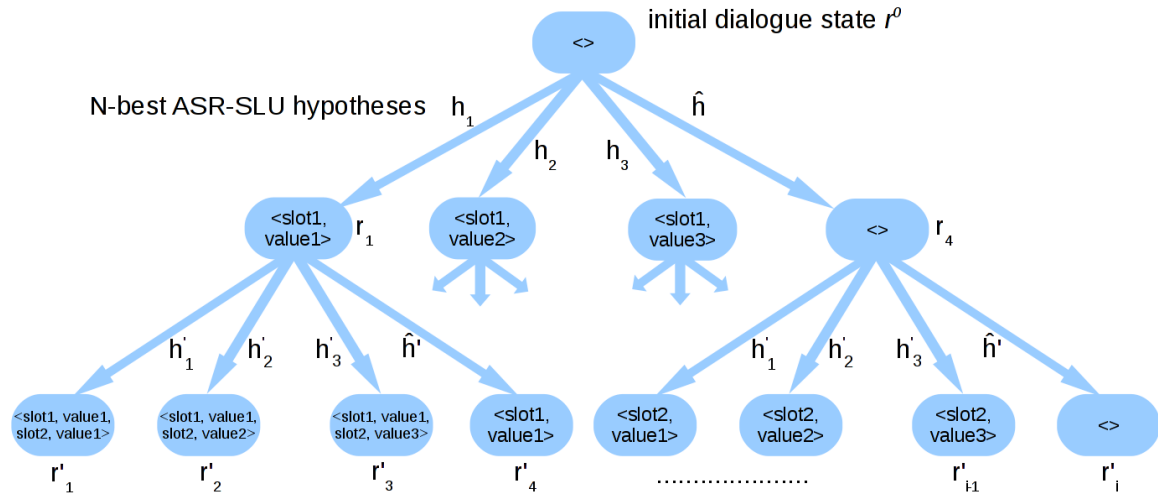 initial dialogue state r⁰
<>
N-best ASR-SLU hypotheses
h₁
h₂
h₃
ĥ
<slot1,
value1>
r₁
<slot1,
value2>
<slot1,
value3>
<>
r₄
h'₁
h'₂
h'₃
ĥ'
h'₁
h'₂
h'₃
ĥ'
<slot1, value1,
slot2, value1>
<slot1, value1,
slot2, value2>
<slot1, value1,
slot2, value3>
<slot1,
value1>
<slot2,
value1>
<slot2,
value2>
<slot2,
value3>
<>
r'₁
r'₂
r'₃
r'₄
.....................
r'i-1
r'i